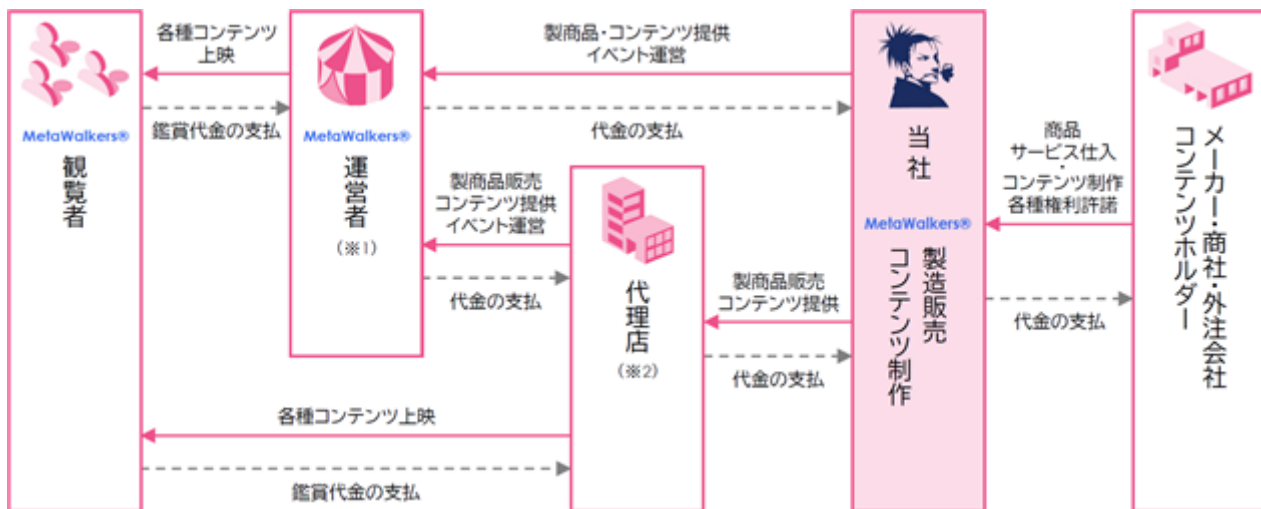 各種コンテンツ
上映
鑑賞代金の支払
MetaWalkers®
観覧者
MetaWalkers®
運営者
(※1)
製商品・コンテンツ提供
イベント運営
代金の支払
製商品販売
コンテンツ提供
イベント運営
代金の支払
代理店
(※2)
製商品販売
コンテンツ提供
代金の支払
各種コンテンツ上映
鑑賞代金の支払
当社
MetaWalkers®
製造販売
コンテンツ制作
商品
サービス仕入
・
コンテンツ制作
各種権利許諾
代金の支払
メーカー・商社・外注会社
コンテンツホルダー